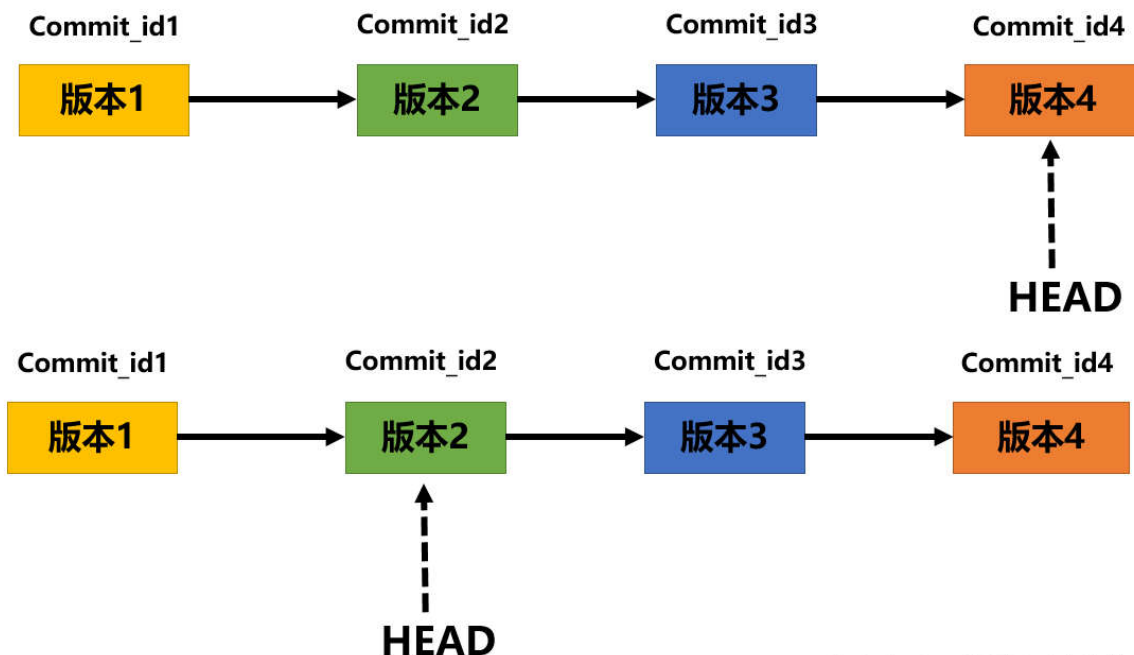 Commit_id1 Commit_id2 Commit_id3 Commit_id4
版本1 版本2 版本3 版本4
HEAD
Commit_id1 Commit_id2 Commit_id3 Commit_id4
版本1 版本2 版本3 版本4
HEAD